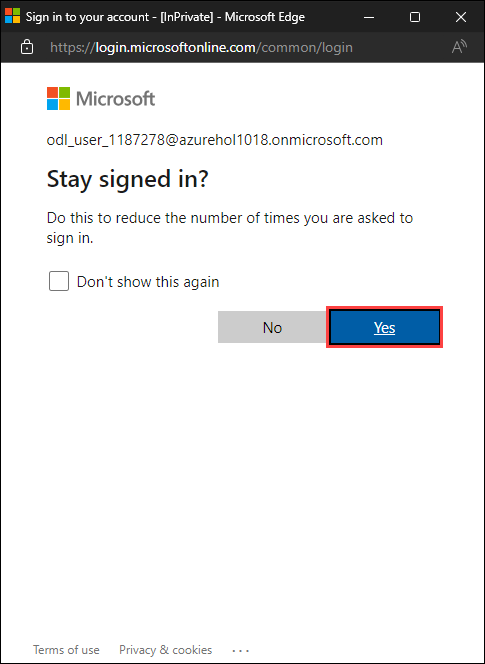 Sign in to your account - [InPrivate] - Microsoft Edge
https://login.microsoftonline.com/common/login
A
Microsoft
odl_user_1187278@azurehol1018.onmicrosoft.com
Stay signed in?
Do this to reduce the number of times you are asked to
sign in.
Don't show this again
No
Yes
Terms of use
Privacy & cookies
...